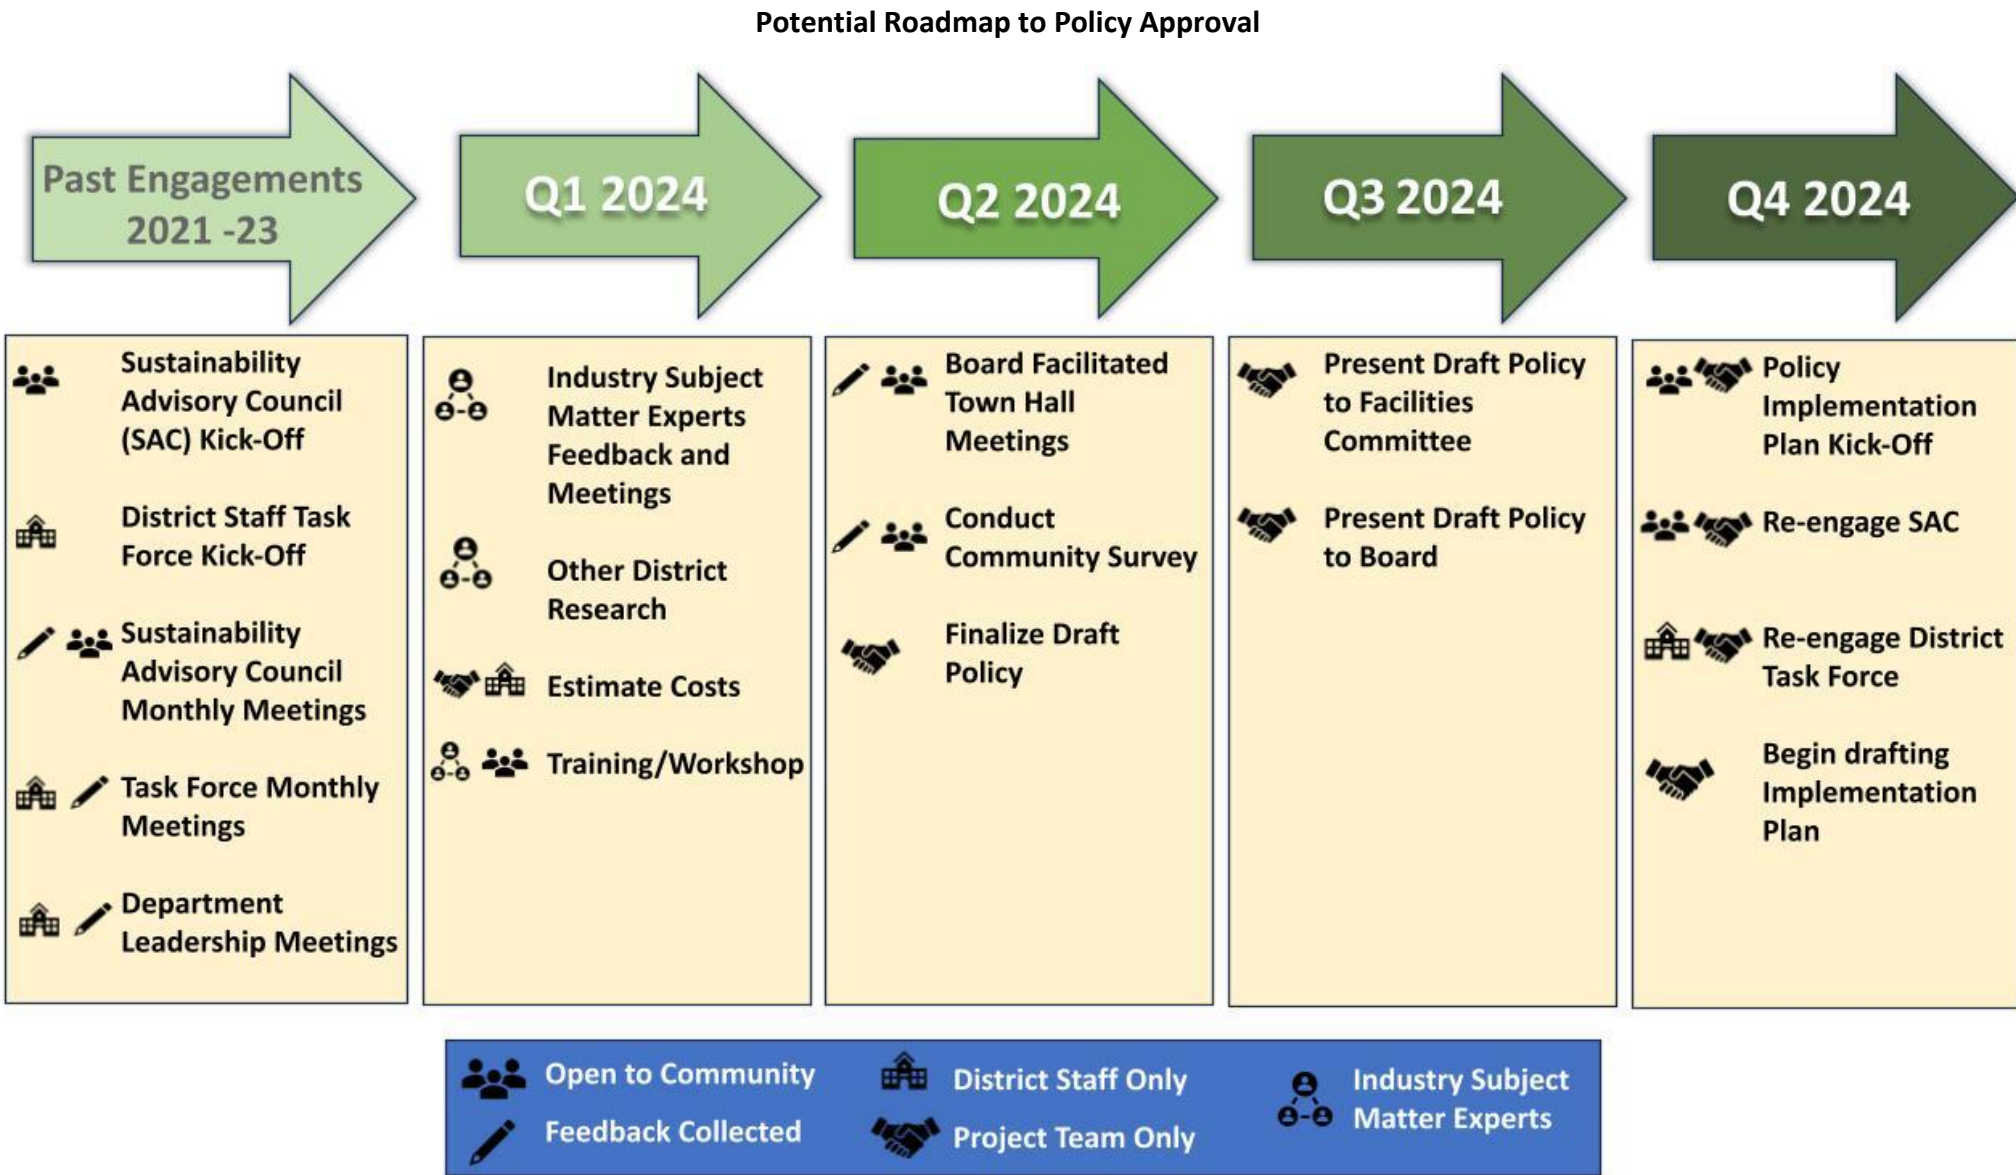 Potential Roadmap to Policy Approval
Past Engagements
2021 -23
Q1 2024
Q2 2024
Q3 2024
Q4 2024
Sustainability
Advisory Council
(SAC) Kick-Off
District Staff Task
Force Kick-Off
Sustainability
Advisory Council
Monthly Meetings
Task Force Monthly
Meetings
Department
Leadership Meetings
Industry Subject
Matter Experts
Feedback and
Meetings
Other District
Research
Estimate Costs
Training/Workshop
Board Facilitated
Town Hall
Meetings
Conduct
Community Survey
Finalize Draft
Policy
Present Draft Policy
to Facilities
Committee
Present Draft Policy
to Board
Policy
Implementation
Plan Kick-Off
Re-engage SAC
Re-engage District
Task Force
Begin drafting
Implementation
Plan
Open to Community
Feedback Collected
District Staff Only
Project Team Only
Industry Subject
Matter Experts